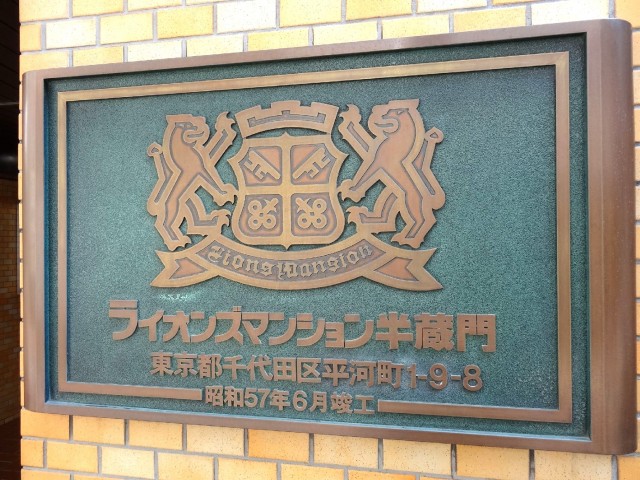 Lions Mansion
ライオンズマンション半蔵門
東京都千代田区平河町1-9-8
昭和57年6月竣工